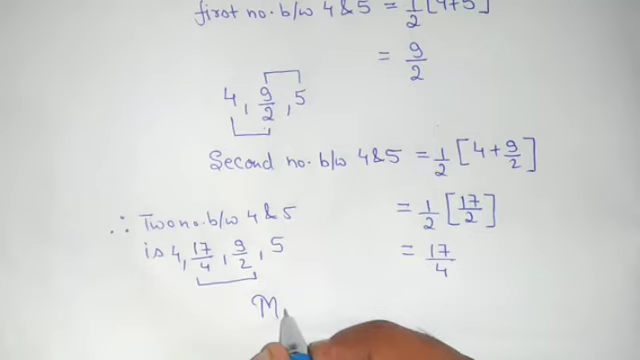 first no. b/w 4 & 5 = 1/2 [4+5]
= 9/2
4, 9/2, 5
Second no. b/w 4 & 5 = 1/2 [4 + 9/2]
∴ Two no. b/w 4 & 5 = 1/2 [17/2]
is 4, 17/4, 9/2, 5 = 17/4
M